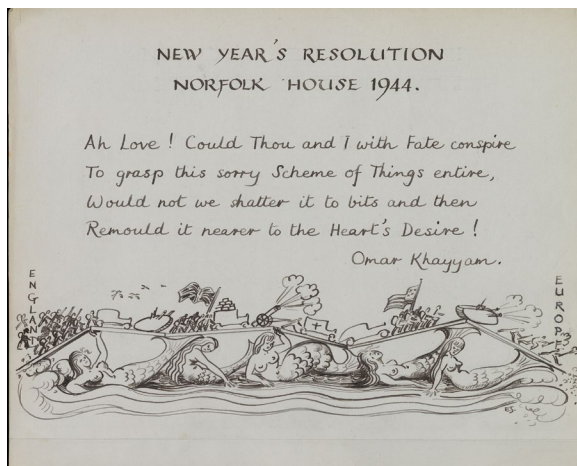 NEW YEAR'S RESOLUTION
NORFOLK HOUSE 1944.
Ah Love! Could Thou and I with Fate conspire
To grasp this sorry Scheme of Things entire,
Would not we shatter it to bits and then
Remould it nearer to the Heart's Desire!
Omar Khayyam.
ENGLAND
EUROPE